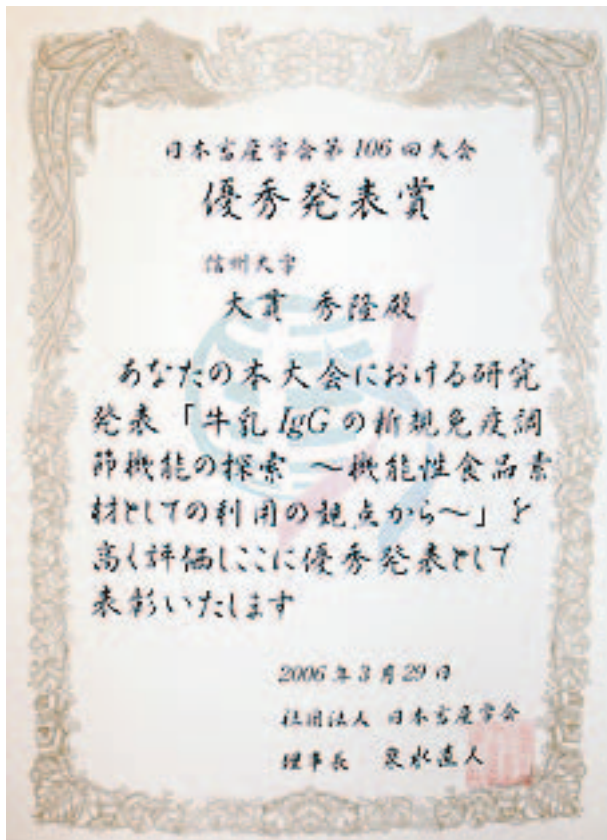 日本畜産学会第106回大会
優秀発表賞
信州大学
大貫 秀隆殿
あなたの本大会における研究
発表「牛乳IgGの新規免疫調
節機能の探索 ~機能性食品素
材としての利用の観点から~」を
高く評価しここに優秀発表として
表彰いたします
2006年3月29日
社団法人 日本畜産学会
理事長 泉水直人